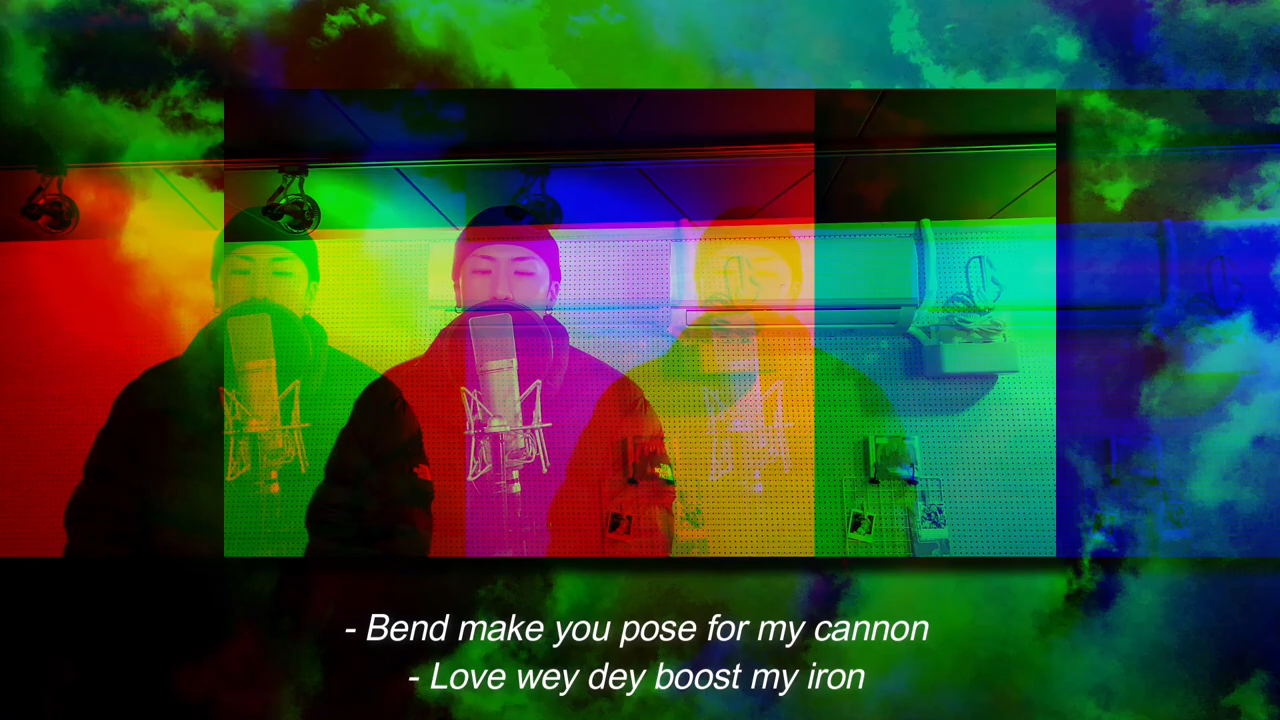 - Bend make you pose for my cannon
- Love wey dey boost my iron